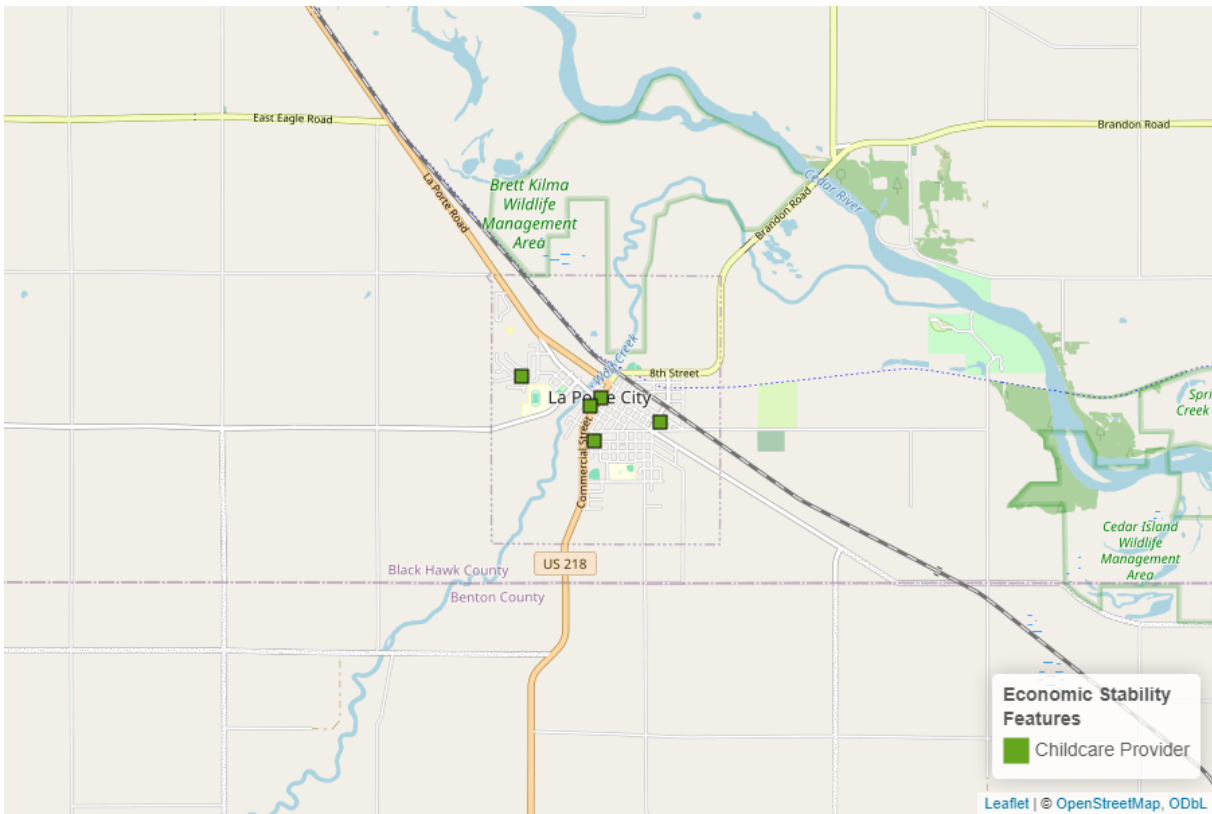 East Eagle Road
Brandon Road
La Porte Road
Brett Kilma
Wildlife
Management
Area
Cedar River
Brandon Road
Wolf Creek
8th Street
La Porte City
Commercial Street
Spri
Creek
Cedar Island
Wildlife
Management
Area
US 218
Black Hawk County
Benton County
Economic Stability
Features
Childcare Provider
Leaflet | © OpenStreetMap, ODbL